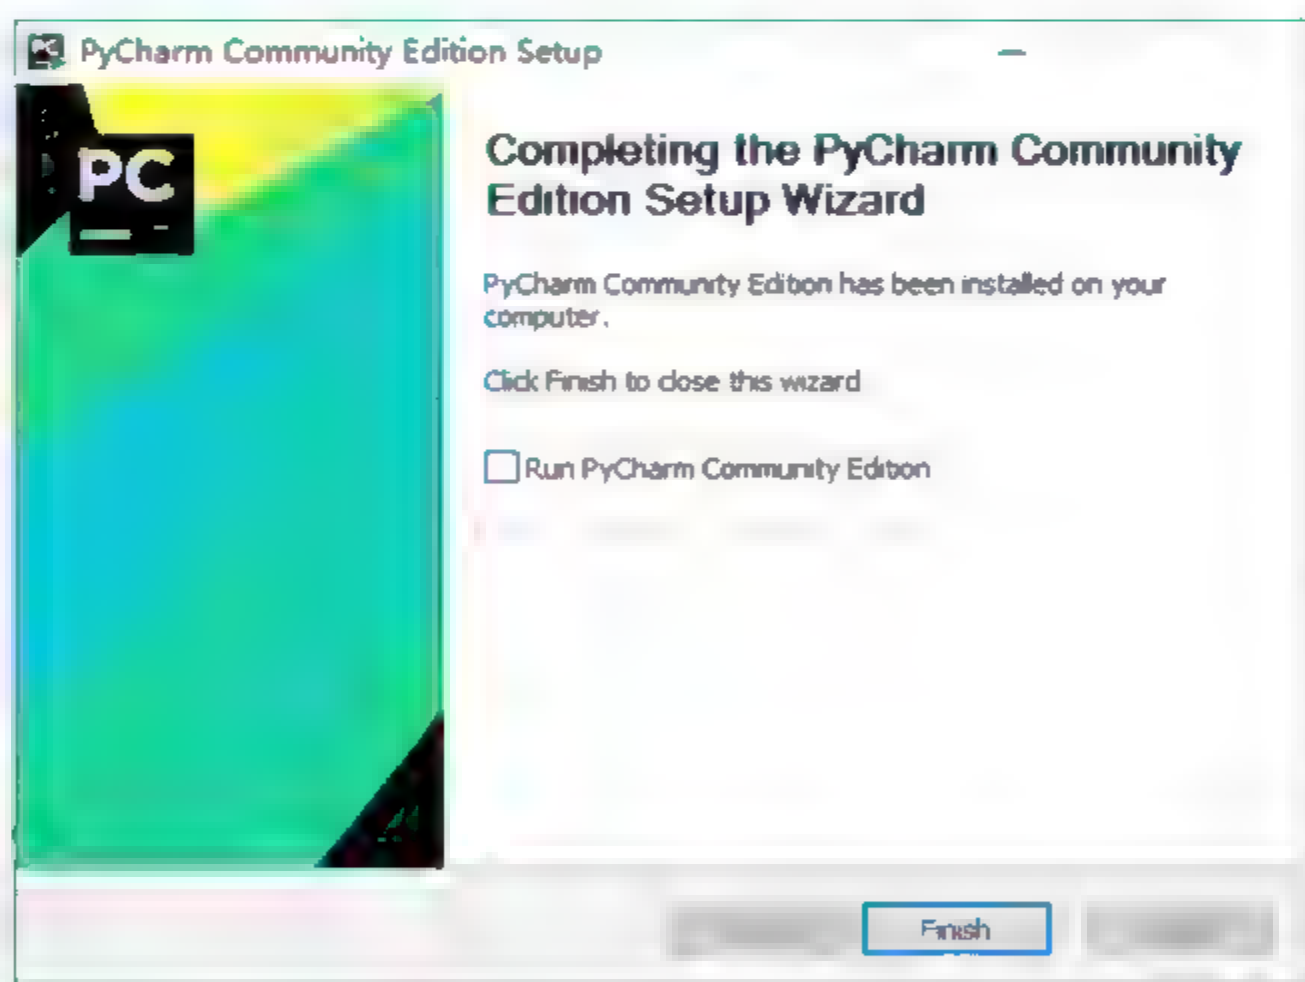 PyCharm Community Edition Setup
PC
Completing the PyCharm Community
Edition Setup Wizard
PyCharm Community Edition has been installed on your
computer.
Click Finish to close this wizard
Run PyCharm Community Edition
Finish